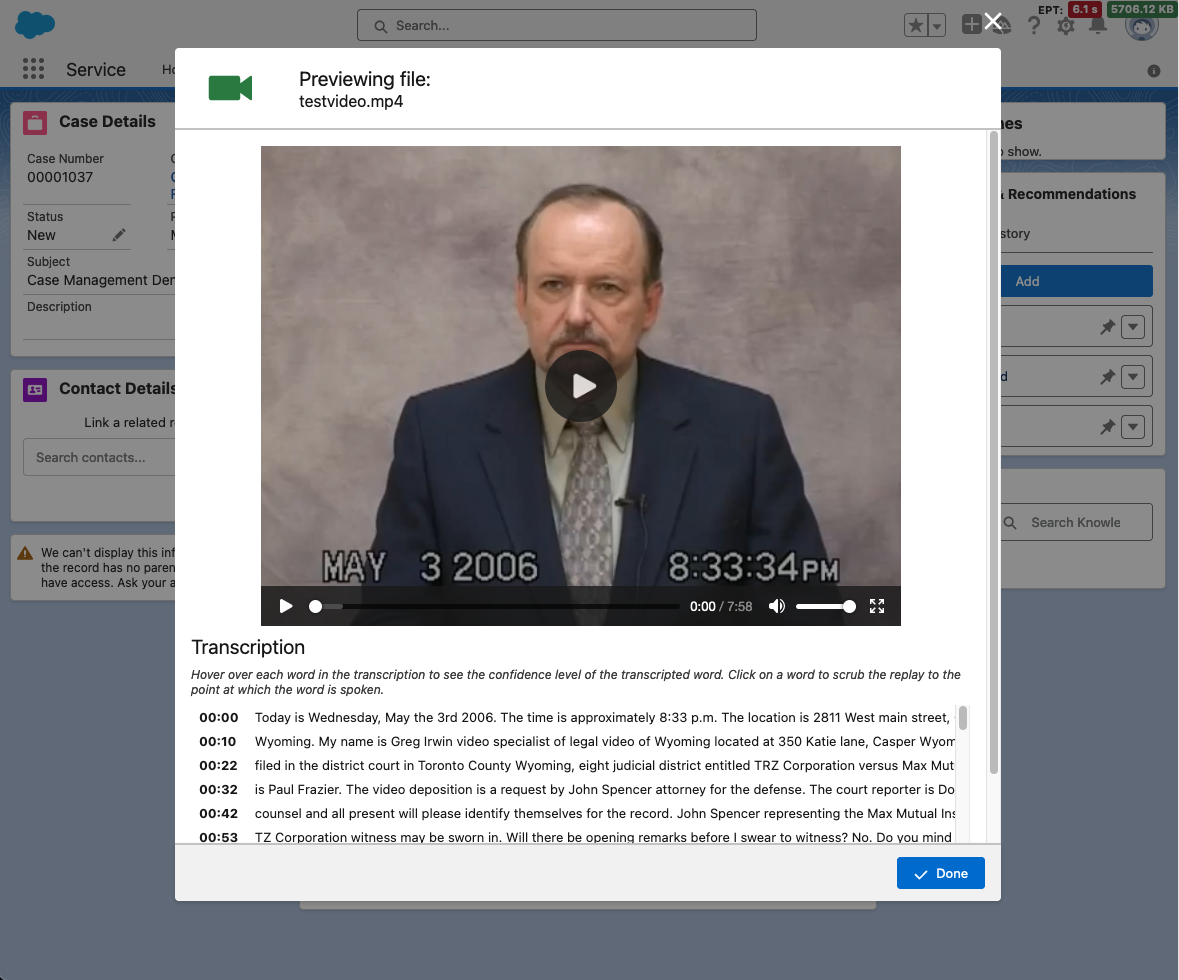 Search...
EPT: 6.1 s 5706.12 KB
Service
Previewing file:
testvideo.mp4
Case Details
Case Number
00001037
Status
New
Subject
Case Management
Description
Contact Details
Link a related
Search contacts...
We can't display this
the record has no
have access. Ask your
show.
Recommendations
Add
Search
MAY 3 2006 8:33:34PM
0:00 / 7:58
Transcription
Hover over each word in the transcription to see the confidence level of the transcripted word. Click on a word to scrub the replay to the
point at which the word is spoken.
00:00 Today is Wednesday, May the 3rd 2006. The time is approximately 8:33 p.m. The location is 2811 West main street,
00:10 Wyoming. My name is Greg Irwin video specialist of legal video of Wyoming located at 350 Katie lane, Casper
00:22 filed in the district court in Toronto County Wyoming, eight judicial district entitled TRZ Corporation versus Max
00:32 is Paul Frazier. The video deposition is a request by John Spencer attorney for the defense. The court reporter is
00:42 counsel and all present will please identify themselves for the record. John Spencer representing the Max Mutual
00:53 TZ Corporation witness may be sworn in. Will there be opening remarks before I swear to witness? No. Do you mind
Done